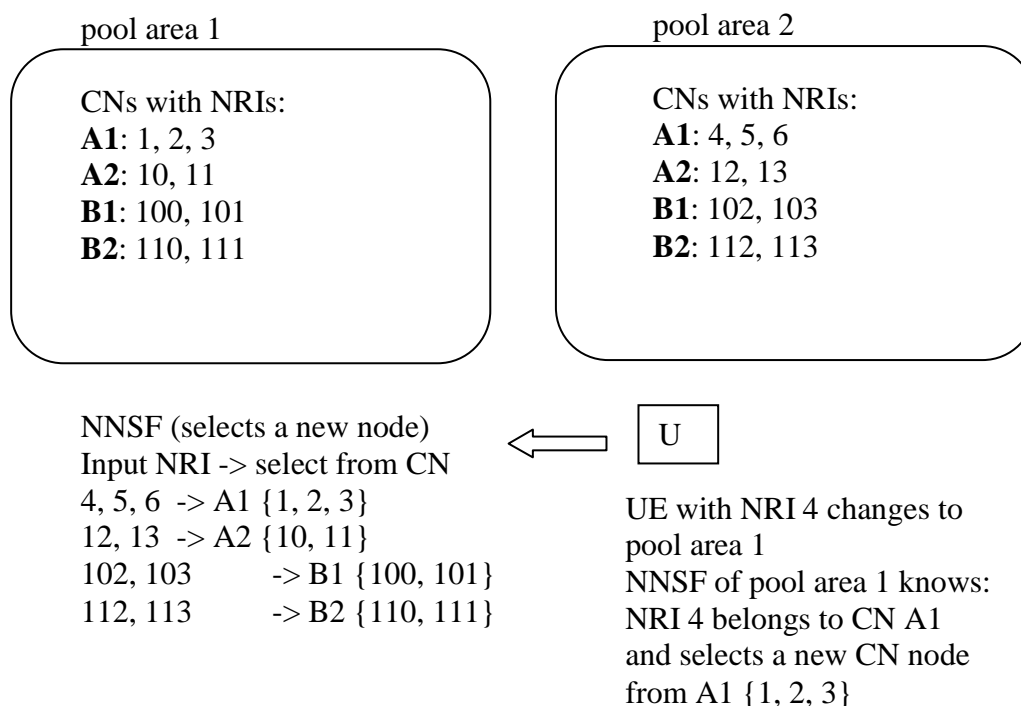 pool area 1
CNs with NRIs:
A1: 1, 2, 3
A2: 10, 11
B1: 100, 101
B2: 110, 111
pool area 2
CNs with NRIs:
A1: 4, 5, 6
A2: 12, 13
B1: 102, 103
B2: 112, 113
NNSF (selects a new node)
Input NRI -> select from CN
4, 5, 6 -> A1 {1, 2, 3}
12, 13 -> A2 {10, 11}
102, 103 -> B1 {100, 101}
112, 113 -> B2 {110, 111}
U
UE with NRI 4 changes to
pool area 1
NNSF of pool area 1 knows:
NRI 4 belongs to CN A1
and selects a new CN node
from A1 {1, 2, 3}